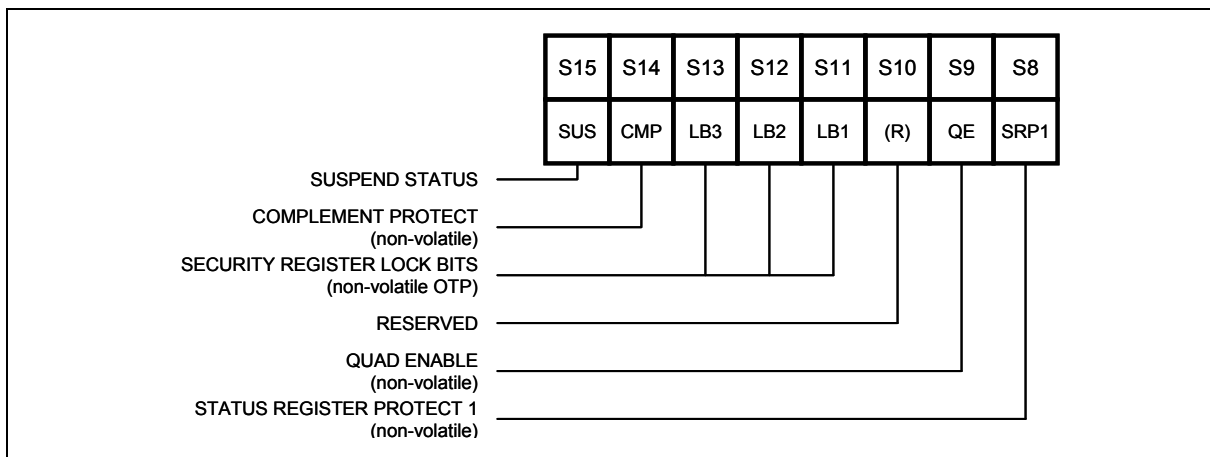 S15 S14 S13 S12 S11 S10 S9 S8
SUS CMP LB3 LB2 LB1 (R) QE SRP1
SUSPEND STATUS
COMPLEMENT PROTECT
(non-volatile)
SECURITY REGISTER LOCK BITS
(non-volatile OTP)
RESERVED
QUAD ENABLE
(non-volatile)
STATUS REGISTER PROTECT 1
(non-volatile)